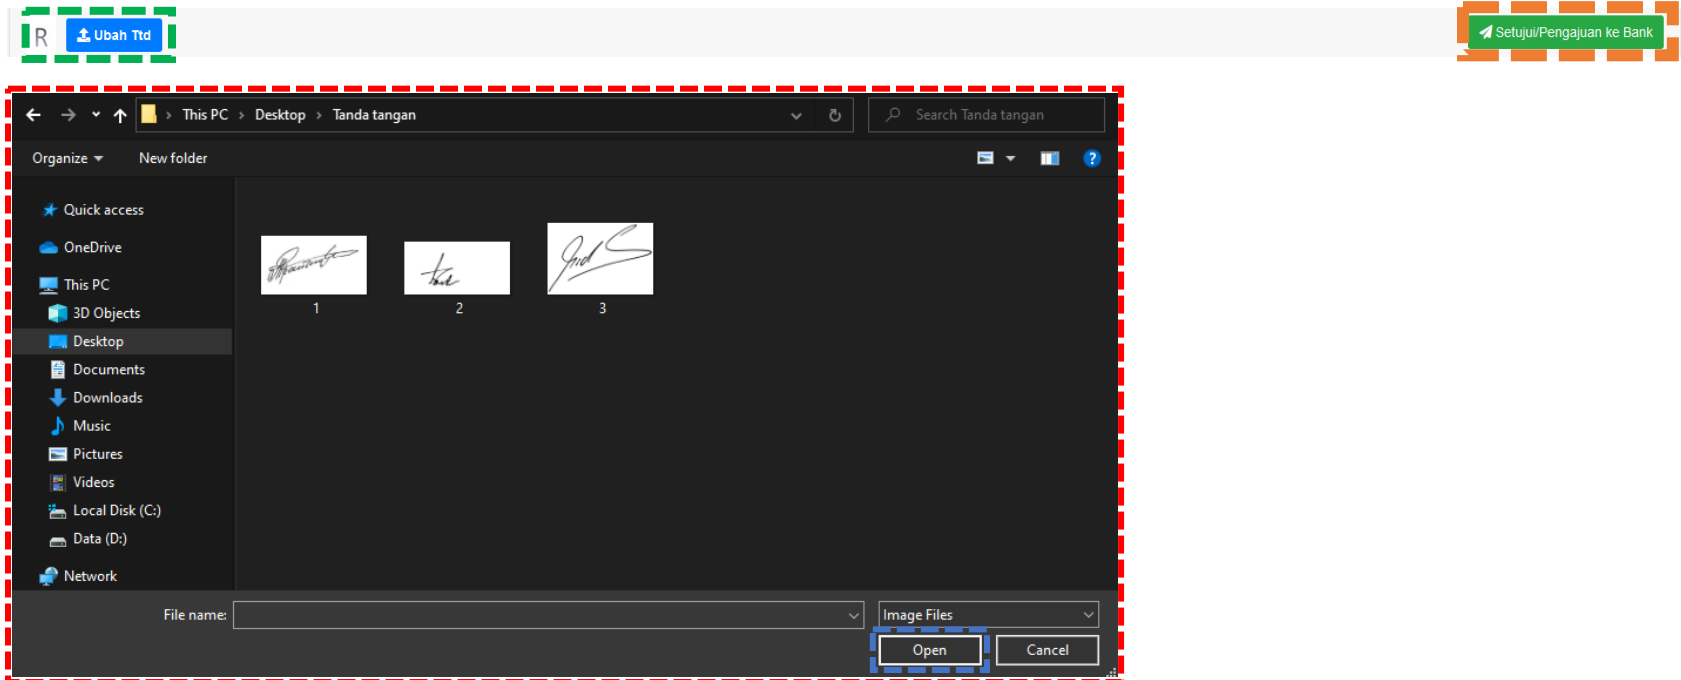 R Ubah Ttd Setujui/Pengajuan ke Bank
This PC > Desktop > Tanda tangan Search Tanda tangan
Organize New folder
Quick access
OneDrive
This PC
3D Objects
Desktop
Documents
Downloads
Music
Pictures
Videos
Local Disk (C:)
Data (D:)
Network
1 2 3
File name: Image Files
Open Cancel